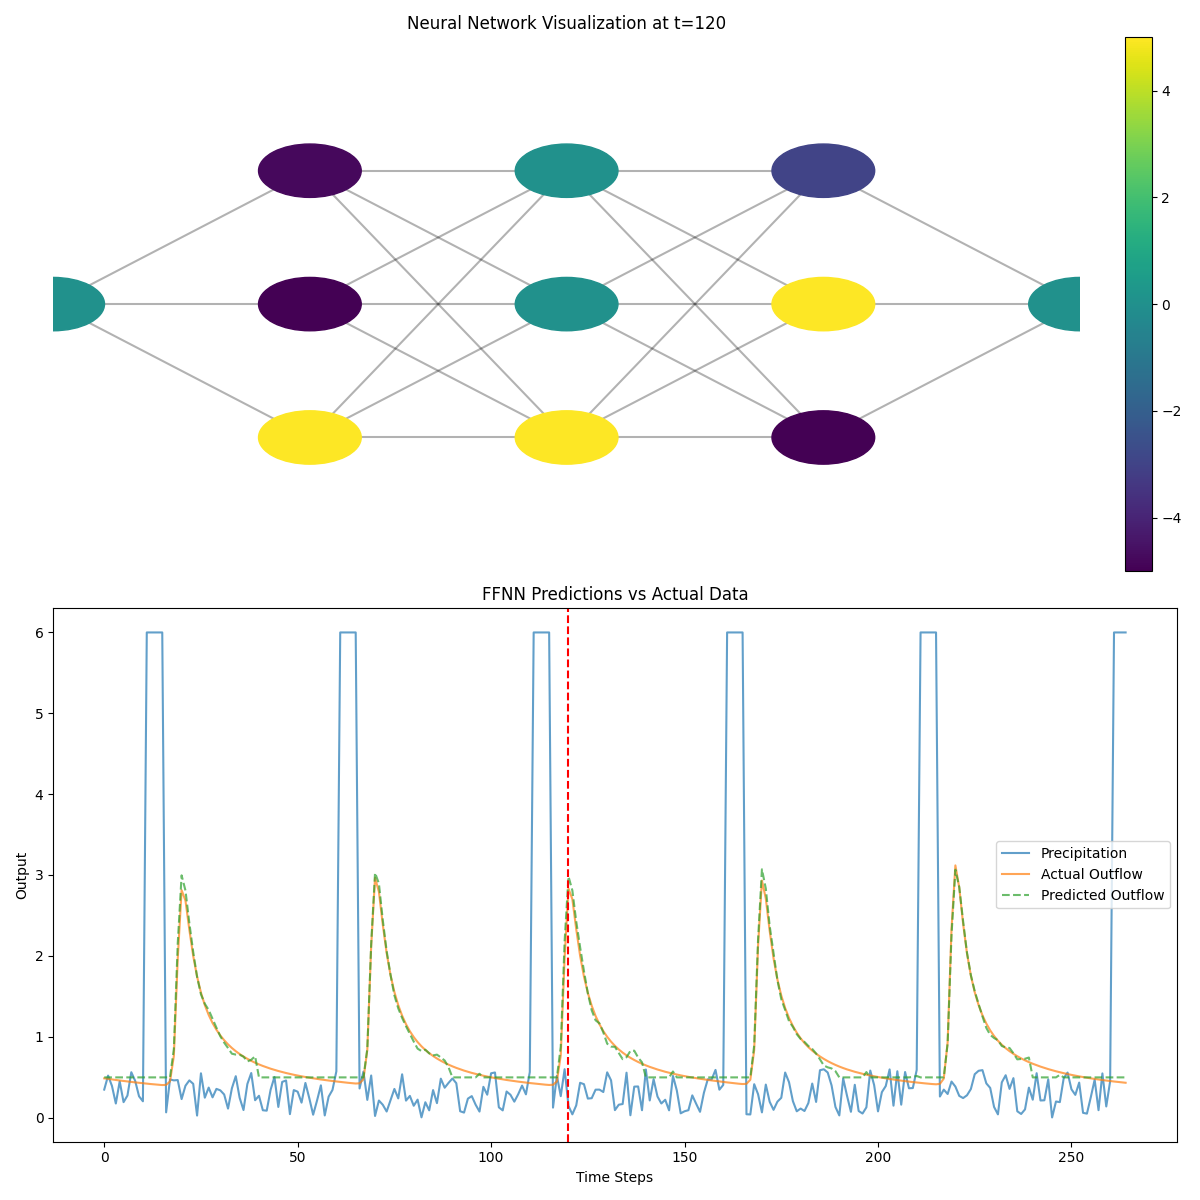 Neural Network Visualization at t=120
4
2
0
−2
−4
FFNN Predictions vs Actual Data
6
5
4
3
2
1
0
Output
Precipitation
Actual Outflow
Predicted Outflow
0 50 100 150 200 250
Time Steps